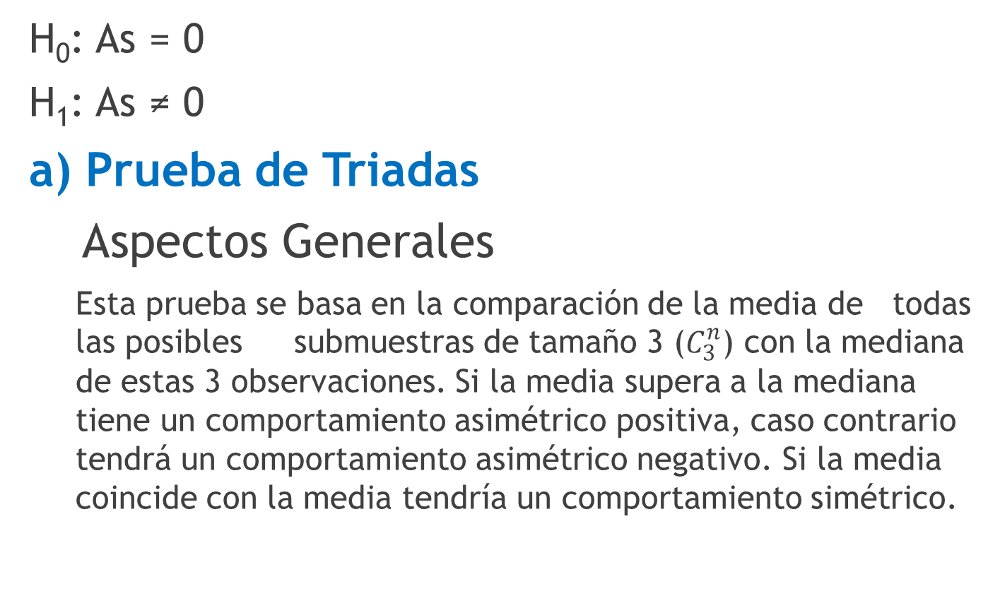 H₀: As = 0
H₁: As ≠ 0
a) Prueba de Triadas
Aspectos Generales
Esta prueba se basa en la comparación de la media de todas
las posibles submuestras de tamaño 3 (𝐶₃ⁿ) con la mediana
de estas 3 observaciones. Si la media supera a la mediana
tiene un comportamiento asimétrico positiva, caso contrario
tendrá un comportamiento asimétrico negativo. Si la media
coincide con la media tendría un comportamiento simétrico.